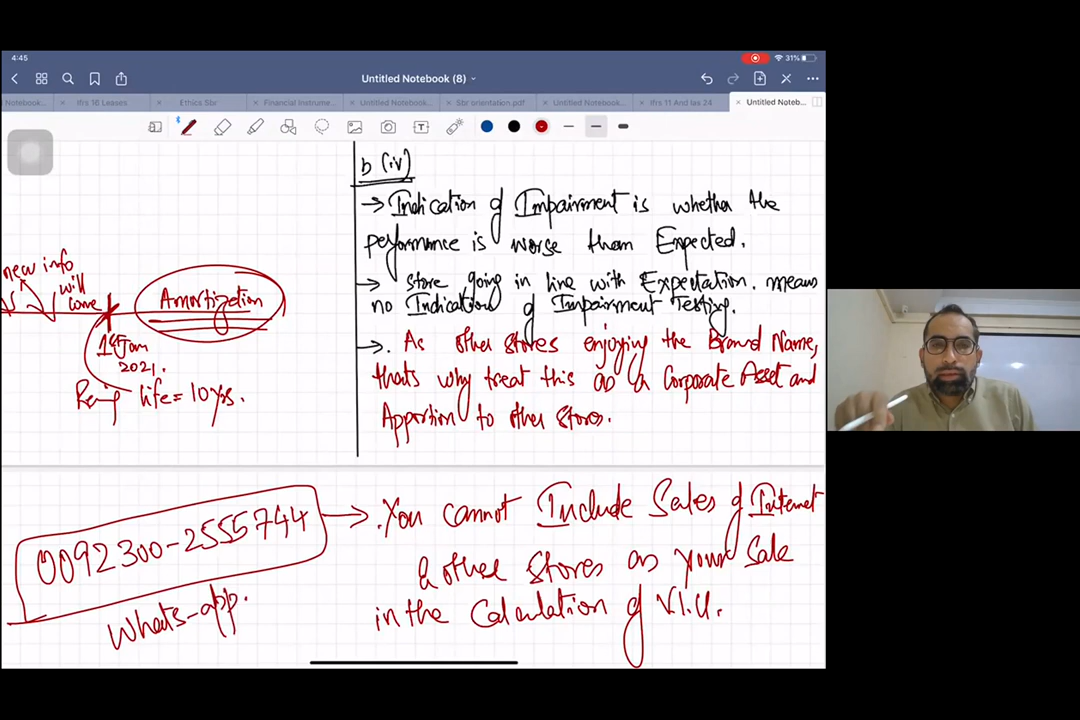 4:45
31%
Untitled Notebook (8)
Notebook...
Ifrs 16 Leases
Ethics Sbr
Financial Instrume...
Untitled Notebook...
Sbr orientation.pdf
Untitled Notebook...
Ifrs 11 And Ias 24
Untitled Noteb...
b (iv)
→ Indication of Impairment is whether the
performance is worse than Expected.
→ store going in line with Expectation. means
no Indication of Impairment Testing.
→. As other stores enjoying the Brand Name,
thats why treat this as a Corporate Asset and
Apportion to other stores.
new info
will
come
Amortization
1st Jan
2021.
life = 10 yrs.
→ .You cannot Include Sales of Internet
& other Stores as your Sale
in the Calculation of V.I.U.
0092300-2555744
Whats-app.